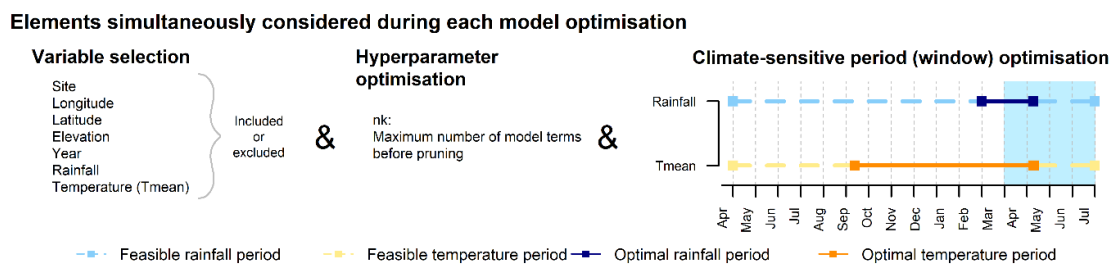 Elements simultaneously considered during each model optimisation
Variable selection
Site
Longitude
Latitude
Elevation
Year
Rainfall
Temperature (Tmean)
Included
or
excluded
&
Hyperparameter
optimisation
nk:
Maximum number of model terms
before pruning
&
Climate-sensitive period (window) optimisation
Rainfall
Tmean
Apr
May
Jun
Jul
Aug
Sep
Oct
Nov
Dec
Jan
Feb
Mar
Apr
May
Jun
Jul
Feasible rainfall period
Feasible temperature period
Optimal rainfall period
Optimal temperature period